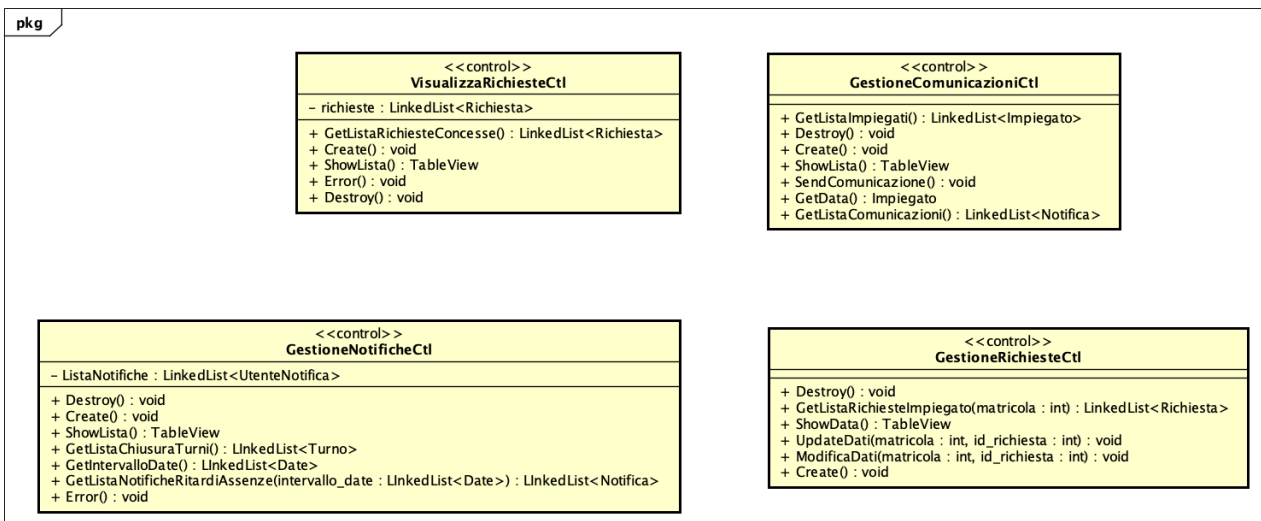 pkg
<<control>>
VisualizzaRichiesteCtl
- richieste : LinkedList<Richiesta>
+ GetListaRichiesteConcesse() : LinkedList<Richiesta>
+ Create() : void
+ ShowLista() : TableView
+ Error() : void
+ Destroy() : void
<<control>>
GestioneComunicazioniCtl
+ GetListaImpiegati() : LinkedList<Impiegato>
+ Destroy() : void
+ Create() : void
+ ShowLista() : TableView
+ SendComunicazione() : void
+ GetData() : Impiegato
+ GetListaComunicazioni() : LinkedList<Notifica>
<<control>>
GestioneNotificheCtl
- ListaNotifiche : LinkedList<UtenteNotifica>
+ Destroy() : void
+ Create() : void
+ ShowLista() : TableView
+ GetListaChiusuraTurni() : LInkedList<Turno>
+ GetIntervalloDate() : LInkedList<Date>
+ GetListaNotificheRitardiAssenze(intervallo_date : LInkedList<Date>) : LInkedList<Notifica>
+ Error() : void
<<control>>
GestioneRichiesteCtl
+ Destroy() : void
+ GetListaRichiesteImpiegato(matricola : int) : LinkedList<Richiesta>
+ ShowData() : TableView
+ UpdateDati(matricola : int, id_richiesta : int) : void
+ ModificaDati(matricola : int, id_richiesta : int) : void
+ Create() : void